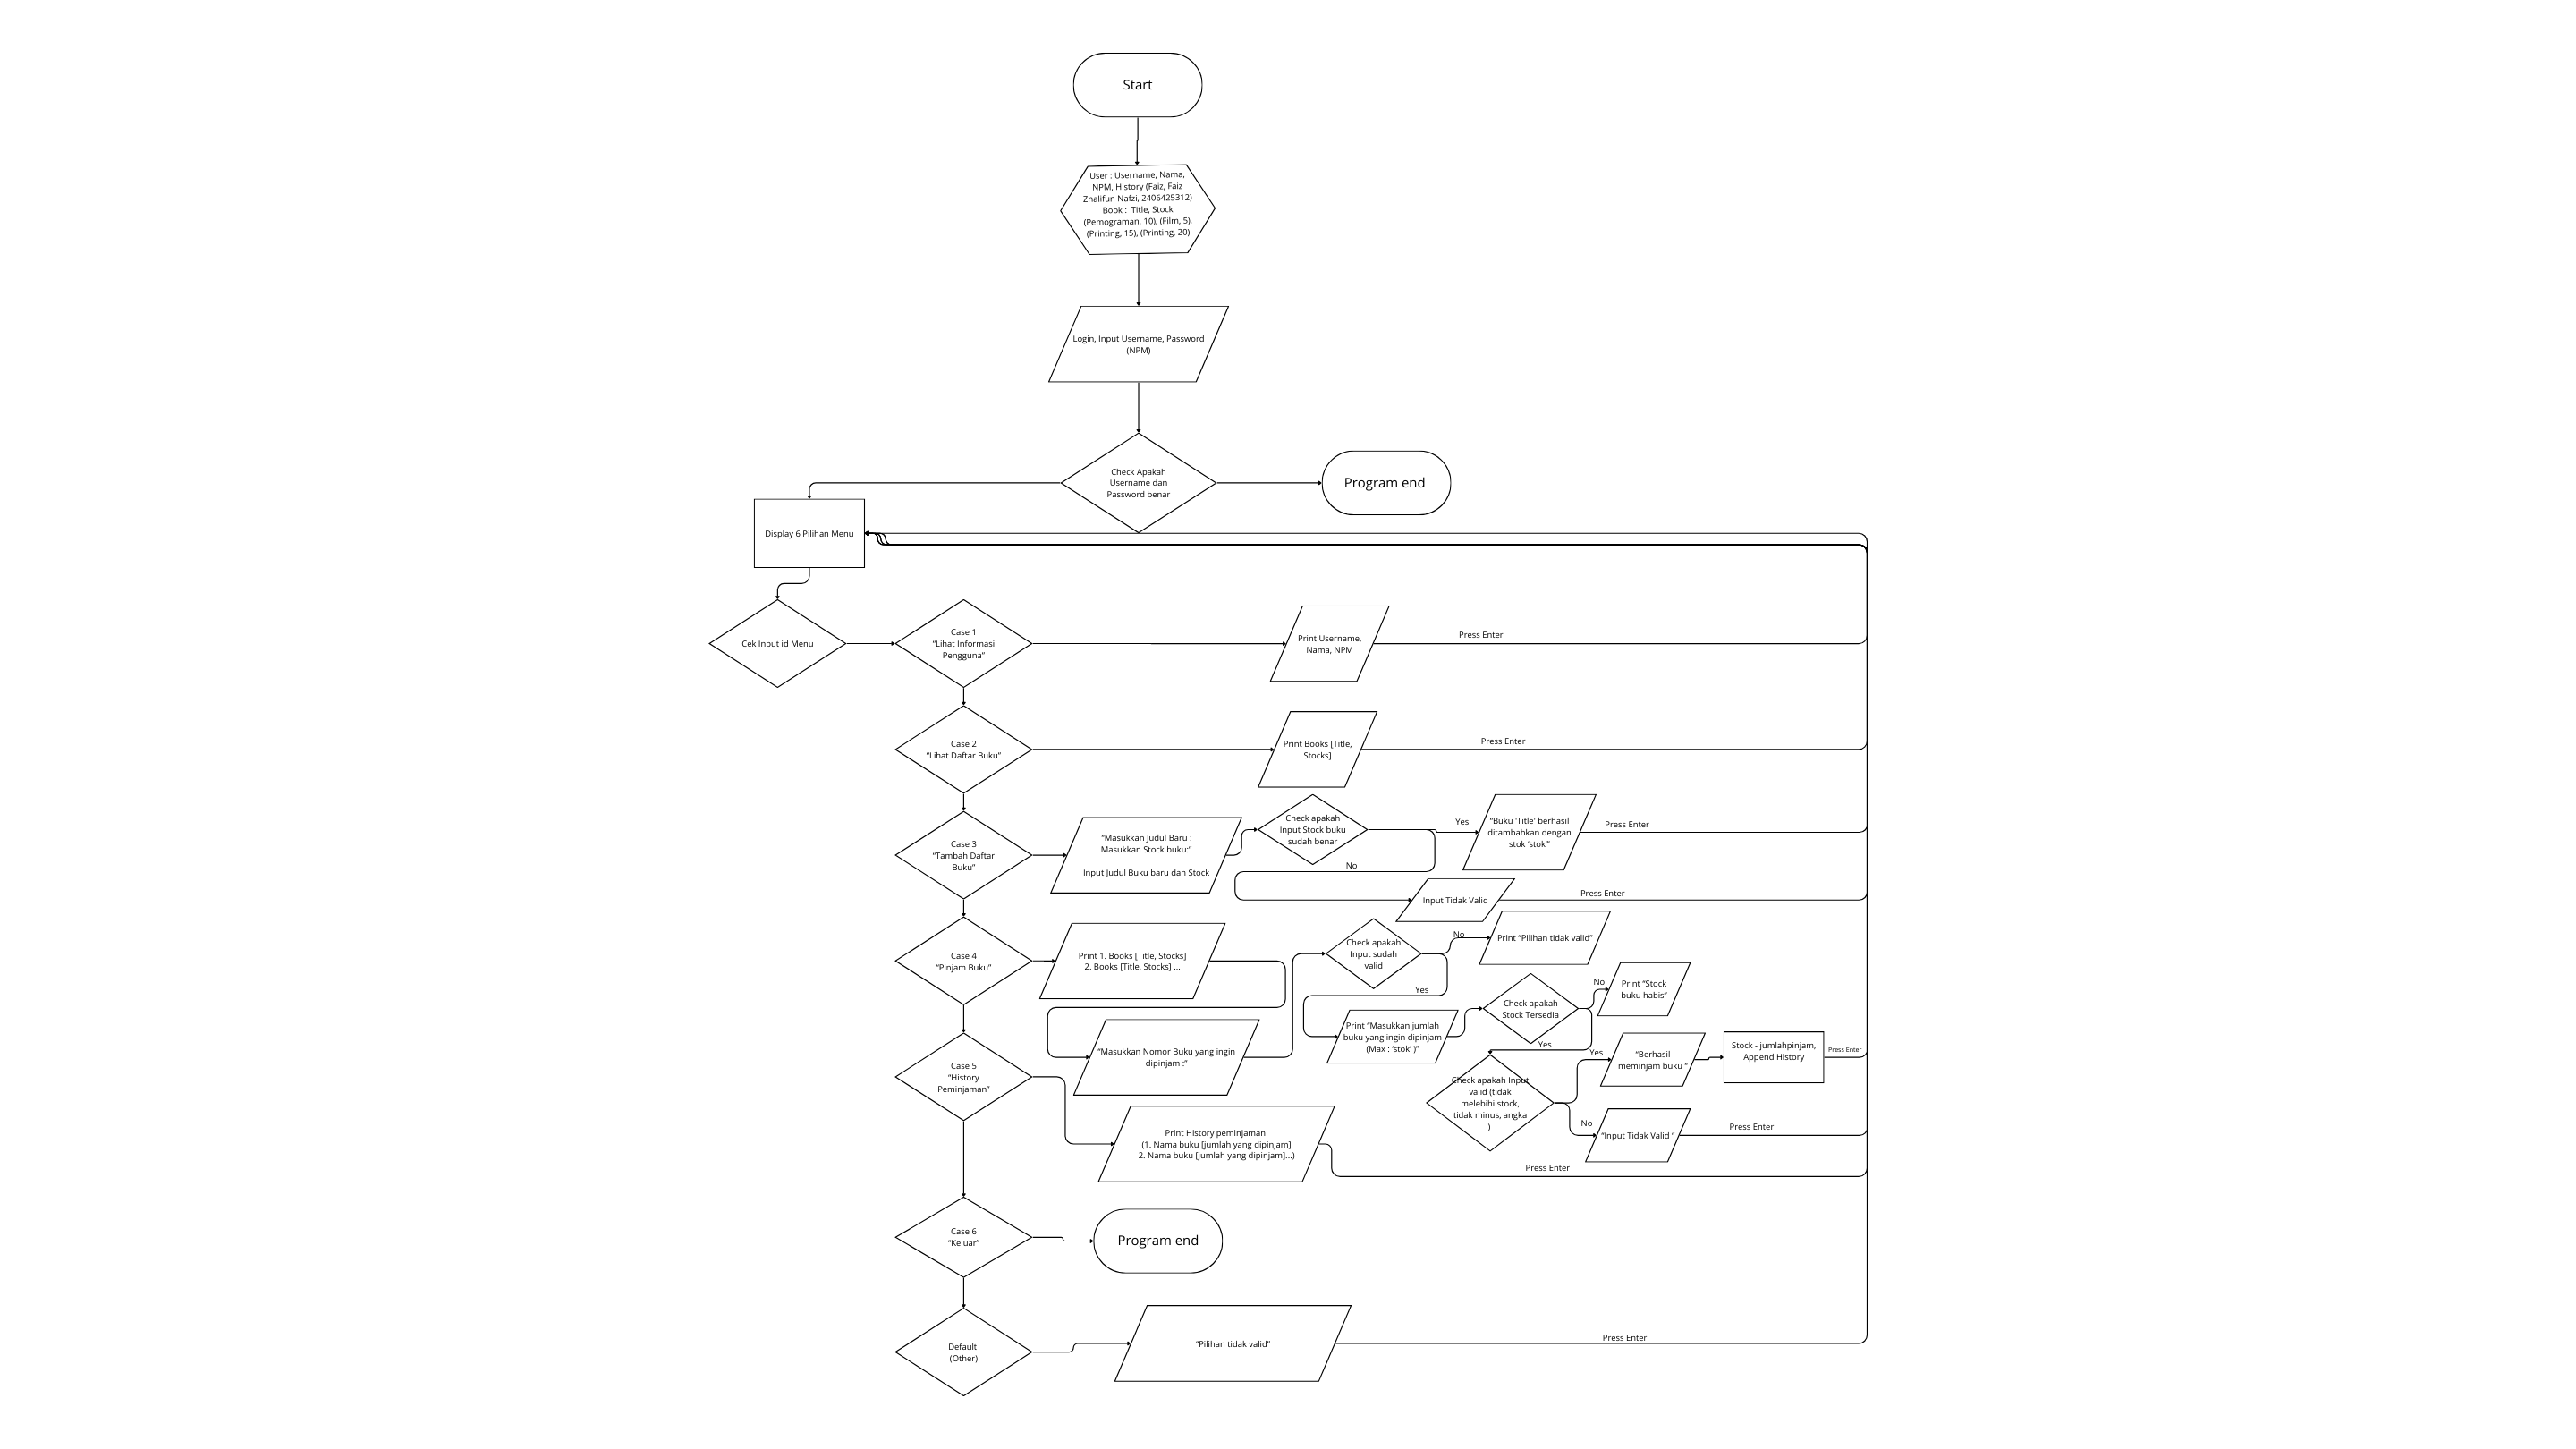 Start
User : Username, Nama,
NPM, History (Faiz, Faiz
Zhalifun Nafzi, 2406425312)
Book :  Title, Stock
(Pemograman, 10), (Film, 5),
(Printing, 15), (Printing, 20)
Login, Input Username, Password
(NPM)
Check Apakah
Username dan
Password benar
Program end
Display 6 Pilihan Menu
Cek Input id Menu
Case 1
“Lihat Informasi
Pengguna”
Print Username,
Nama, NPM
Press Enter
Case 2
“Lihat Daftar Buku”
Print Books [Title,
Stocks]
Press Enter
Case 3
“Tambah Daftar
Buku”
“Masukkan Judul Baru :
Masukkan Stock buku:”
Input Judul Buku baru dan Stock
Check apakah
Input Stock buku
sudah benar
Yes
“Buku 'Title' berhasil
ditambahkan dengan
stok ‘stok’”
Press Enter
No
Input Tidak Valid
Press Enter
Case 4
“Pinjam Buku”
Print 1. Books [Title, Stocks]
2. Books [Title, Stocks] ...
“Masukkan Nomor Buku yang ingin
dipinjam :”
Check apakah
Input sudah
valid
No
Print “Pilihan tidak valid”
Yes
Print “Masukkan jumlah
buku yang ingin dipinjam
(Max : ‘stok’ )”
Check apakah
Stock Tersedia
No
Print “Stock
buku habis”
Yes
Check apakah Input
valid (tidak
melebihi stock,
tidak minus, angka
)
Yes
“Berhasil
meminjam buku ”
Stock - jumlahpinjam,
Append History
Press Enter
No
“Input Tidak Valid “
Press Enter
Case 5
“History
Peminjaman”
Print History peminjaman
(1. Nama buku [jumlah yang dipinjam]
2. Nama buku [jumlah yang dipinjam]...)
Press Enter
Case 6
“Keluar”
Program end
Default
(Other)
“Pilihan tidak valid”
Press Enter